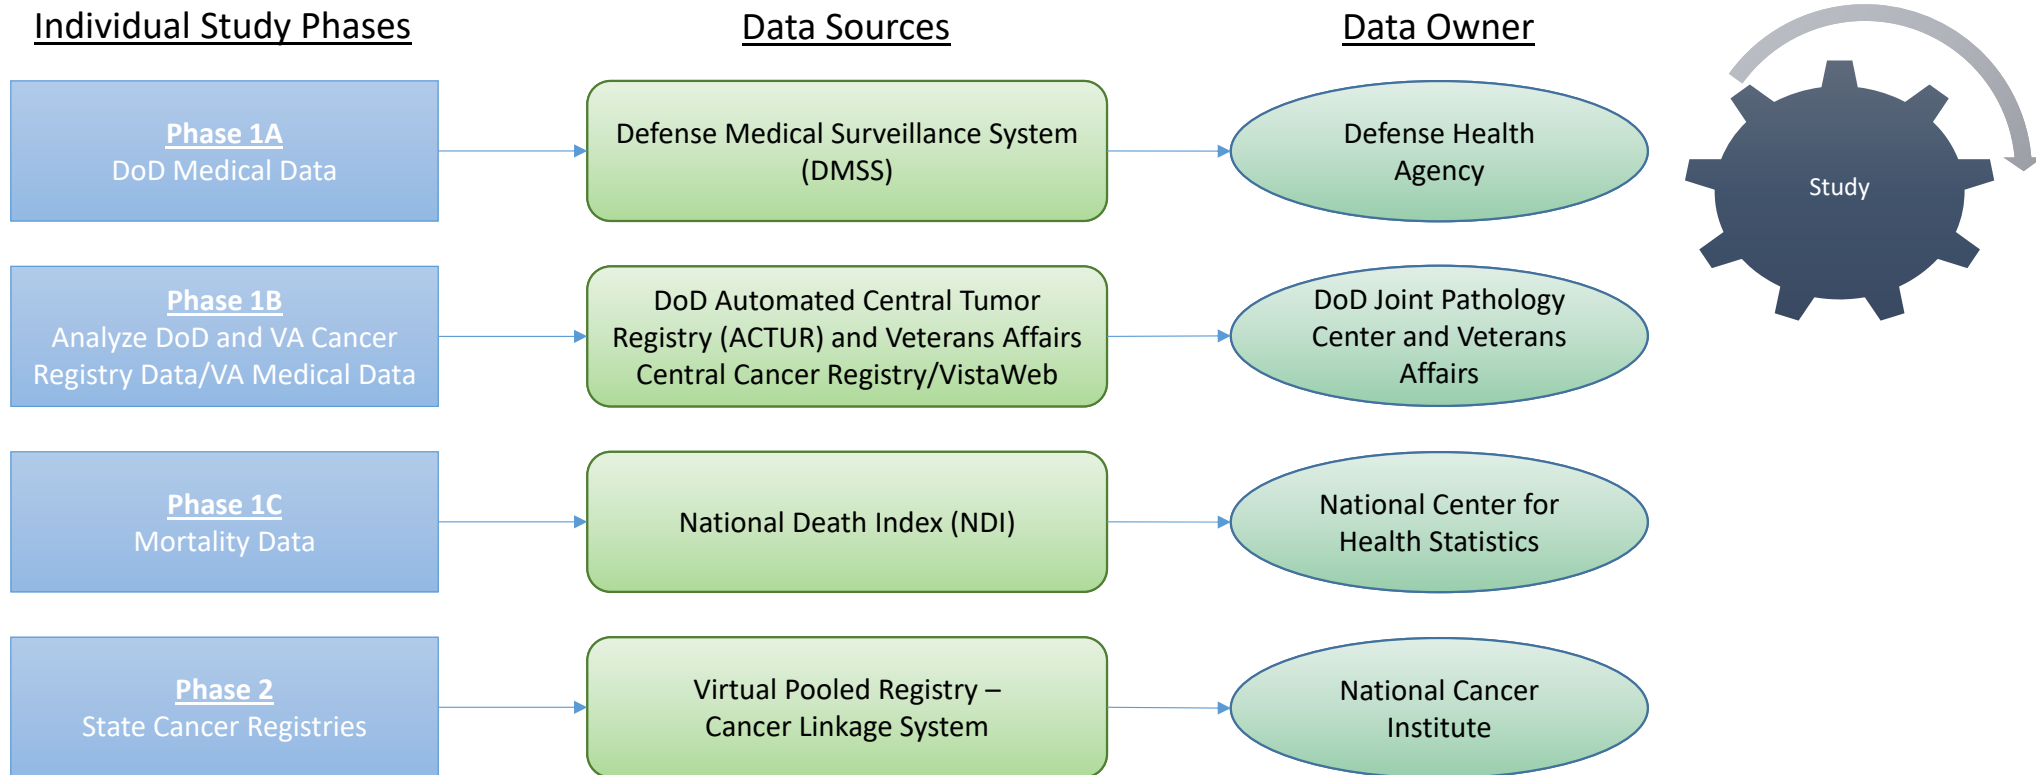 Individual Study Phases
Data Sources
Data Owner
Phase 1A
DoD Medical Data
Defense Medical Surveillance System
(DMSS)
Defense Health
Agency
Study
Phase 1B
Analyze DoD and VA Cancer
Registry Data/VA Medical Data
DoD Automated Central Tumor
Registry (ACTUR) and Veterans Affairs
Central Cancer Registry/VistaWeb
DoD Joint Pathology
Center and Veterans
Affairs
Phase 1C
Mortality Data
National Death Index (NDI)
National Center for
Health Statistics
Phase 2
State Cancer Registries
Virtual Pooled Registry –
Cancer Linkage System
National Cancer
Institute